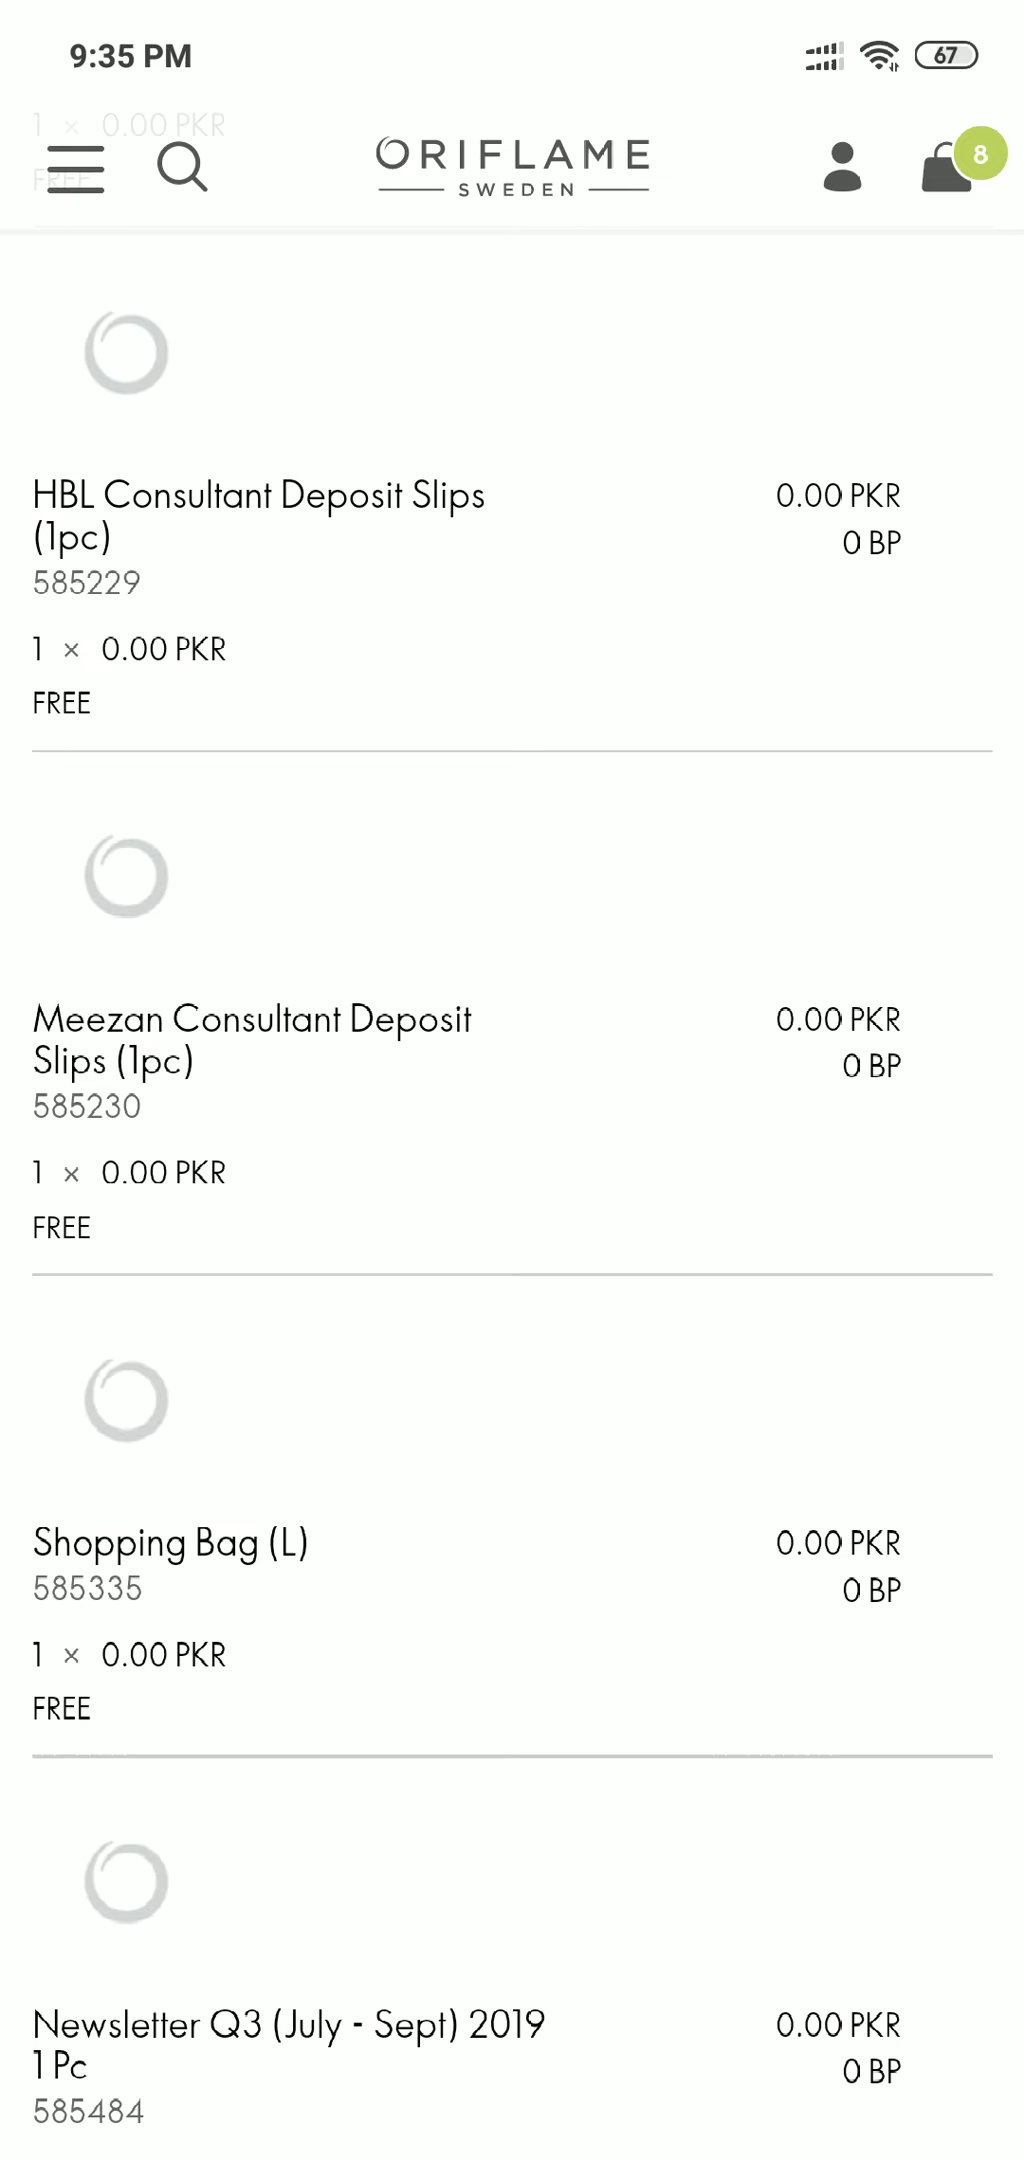 9:35 PM
67
1 × 0.00 PKR
FREE
ORIFLAME
SWEDEN
8
HBL Consultant Deposit Slips
(1pc)
585229
0.00 PKR
0 BP
1 × 0.00 PKR
FREE
Meezan Consultant Deposit
Slips (1pc)
585230
0.00 PKR
0 BP
1 × 0.00 PKR
FREE
Shopping Bag (L)
585335
0.00 PKR
0 BP
1 × 0.00 PKR
FREE
Newsletter Q3 (July - Sept) 2019
1 Pc
585484
0.00 PKR
0 BP